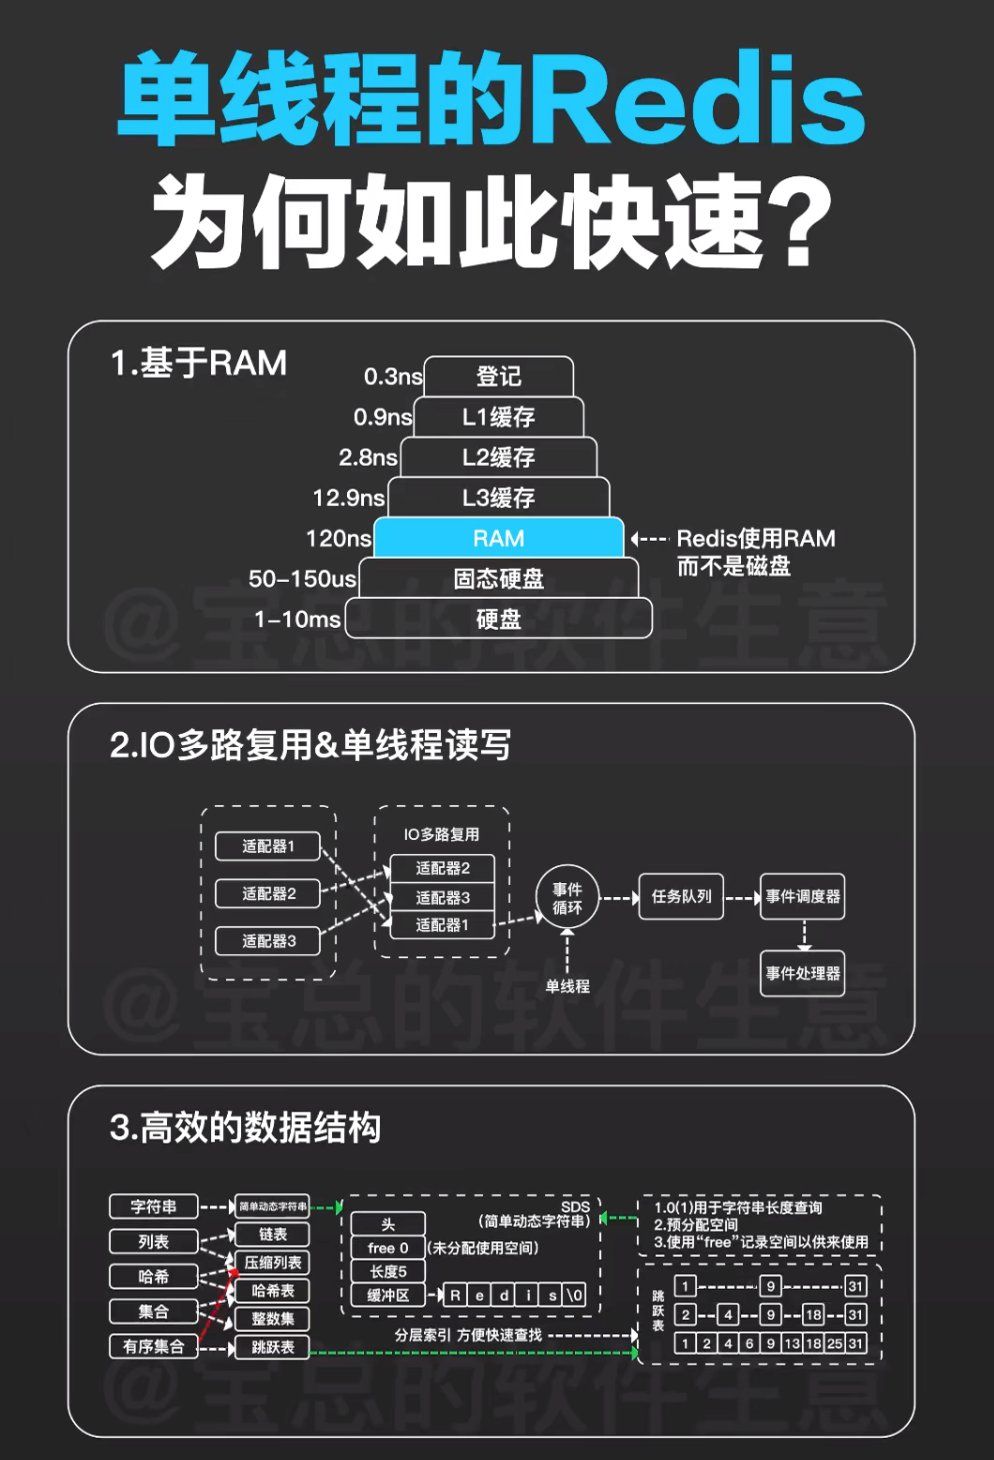 单线程的Redis
为何如此快速?
1.基于RAM
0.3ns 登记
0.9ns L1缓存
2.8ns L2缓存
12.9ns L3缓存
120ns RAM
Redis使用RAM
而不是磁盘
50-150us 固态硬盘
1-10ms 硬盘
@宝总的软件生意
2.IO多路复用&单线程读写
适配器1
适配器2
适配器3
IO多路复用
适配器2
适配器3
适配器1
事件
循环
单线程
任务队列
事件调度器
事件处理器
@宝总的软件生意
3.高效的数据结构
字符串
列表
哈希
集合
有序集合
简单动态字符串
链表
压缩列表
哈希表
整数集
跳跃表
SDS
(简单动态字符串)
头
free 0 (未分配使用空间)
长度5
缓冲区 R e d i s \0
1.0(1)用于字符串长度查询
2.预分配空间
3.使用“free”记录空间以供来使用
分层索引 方便快速查找
跳跃表
1 9 31
2 4 9 18 31
1 2 4 6 9 13 18 25 31
@宝总的软件生意